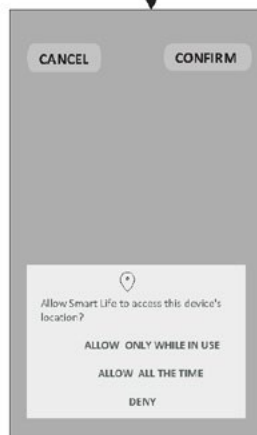 CANCEL
CONFIRM
Allow Smart Life to access this device's
location?
ALLOW ONLY WHILE IN USE
ALLOW ALL THE TIME
DENY